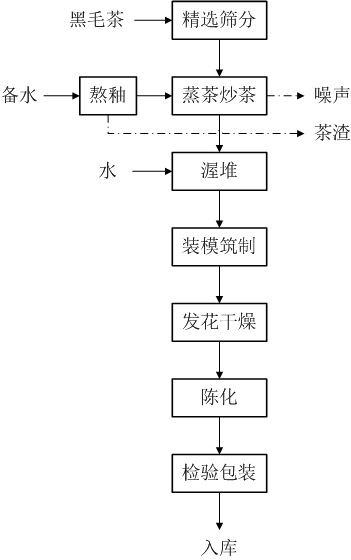 黑毛茶 精选筛分
备水 熬釉 蒸茶炒茶 噪声
茶渣
水 渥堆
装模筑制
发花干燥
陈化
检验包装
入库